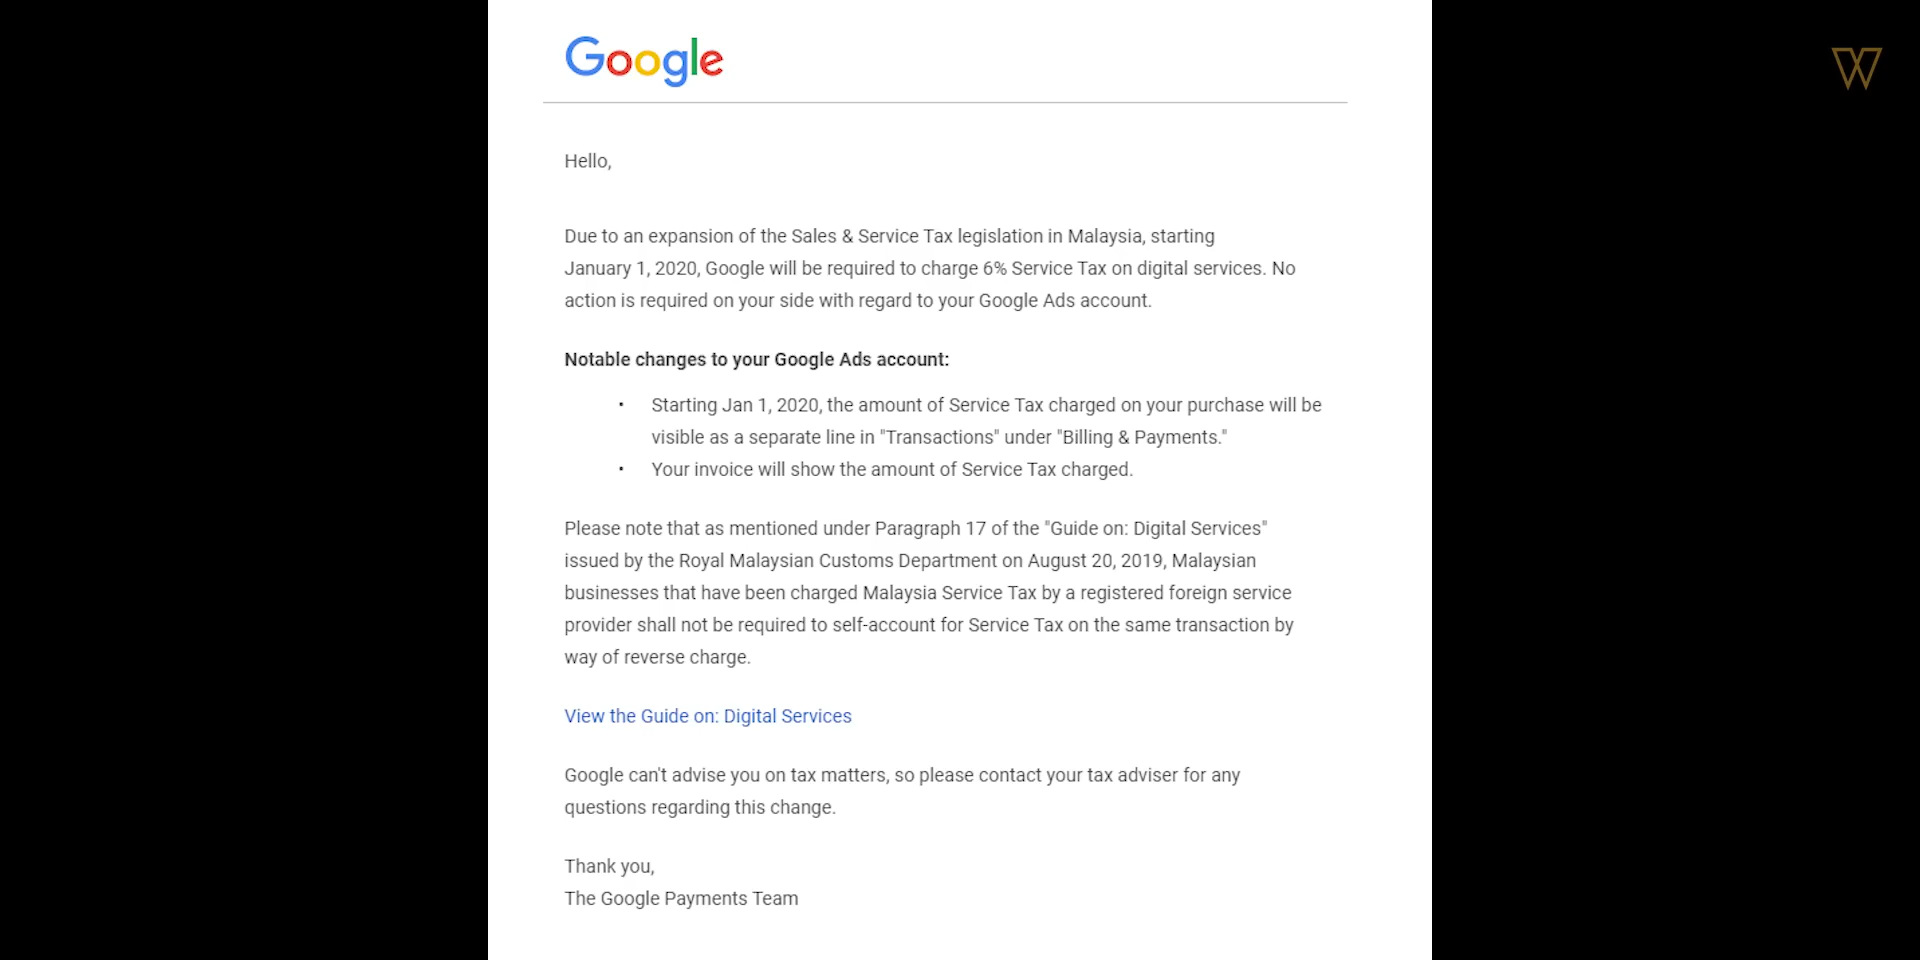 Google
W
Hello,
Due to an expansion of the Sales & Service Tax legislation in Malaysia, starting
January 1, 2020, Google will be required to charge 6% Service Tax on digital services. No
action is required on your side with regard to your Google Ads account.
Notable changes to your Google Ads account:
• Starting Jan 1, 2020, the amount of Service Tax charged on your purchase will be
visible as a separate line in "Transactions" under "Billing & Payments."
• Your invoice will show the amount of Service Tax charged.
Please note that as mentioned under Paragraph 17 of the "Guide on: Digital Services"
issued by the Royal Malaysian Customs Department on August 20, 2019, Malaysian
businesses that have been charged Malaysia Service Tax by a registered foreign service
provider shall not be required to self-account for Service Tax on the same transaction by
way of reverse charge.
View the Guide on: Digital Services
Google can't advise you on tax matters, so please contact your tax adviser for any
questions regarding this change.
Thank you,
The Google Payments Team